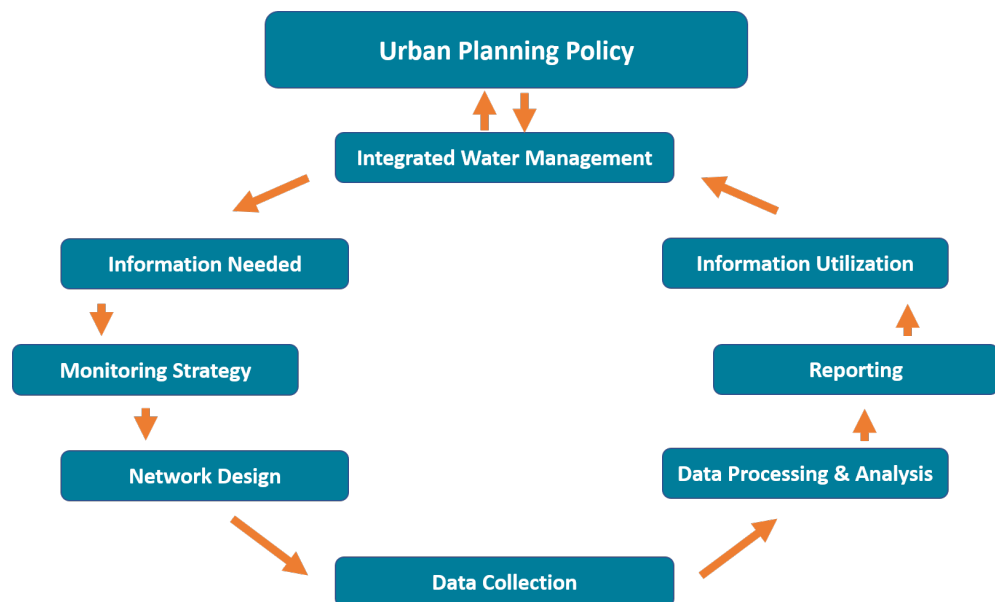 Urban Planning Policy
Integrated Water Management
Information Needed
Information Utilization
Monitoring Strategy
Reporting
Network Design
Data Processing & Analysis
Data Collection